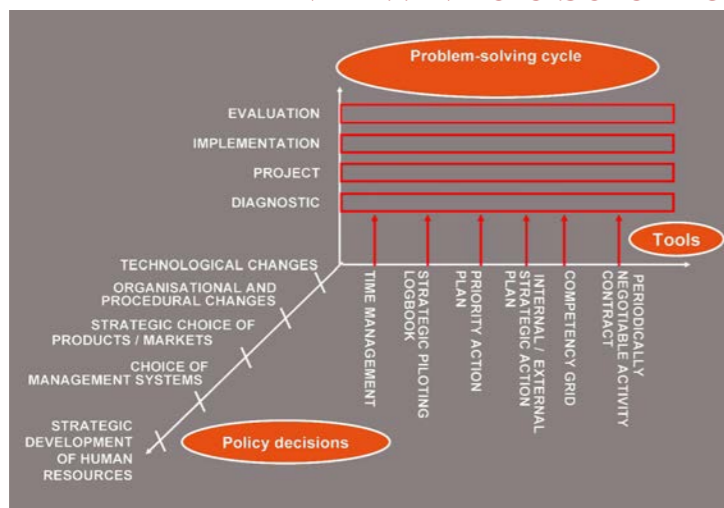 Problem-solving cycle
EVALUATION
IMPLEMENTATION
PROJECT
DIAGNOSTIC
Tools
TECHNOLOGICAL CHANGES
ORGANISATIONAL AND
PROCEDURAL CHANGES
STRATEGIC CHOICE OF
PRODUCTS / MARKETS
CHOICE OF
MANAGEMENT SYSTEMS
STRATEGIC
DEVELOPMENT
OF HUMAN
RESOURCES
Policy decisions
TIME MANAGEMENT
STRATEGIC PILOTING
LOGBOOK
PRIORITY ACTION
PLAN
INTERNAL / EXTERNAL
STRATEGIC ACTION
PLAN
COMPETENCY GRID
PERIODICALLY
NEGOTIABLE ACTIVITY
CONTRACT